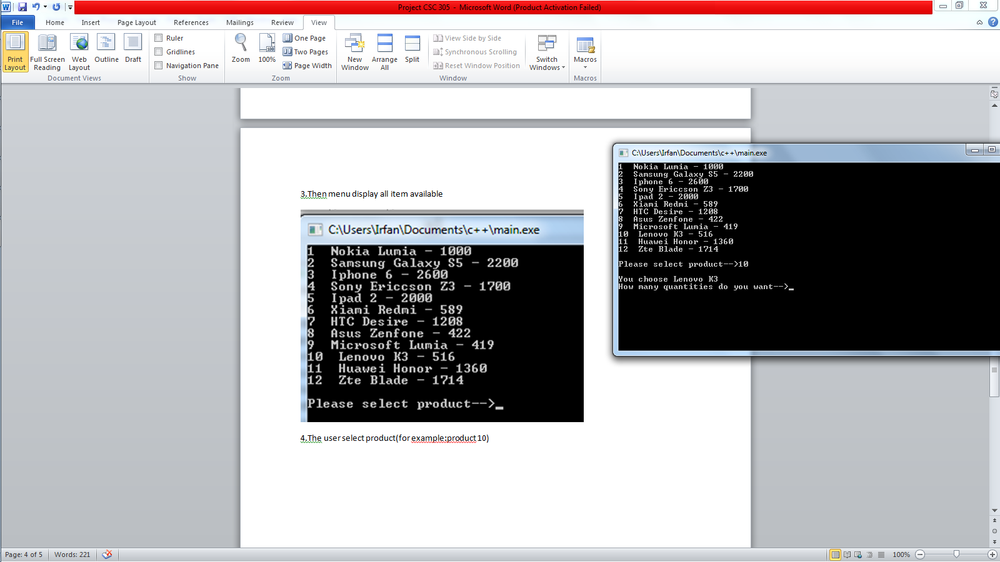 Project CSC 305 - Microsoft Word (Product Activation Failed)
File Home Insert Page Layout References Mailings Review View
Print Layout
Full Screen Reading
Web Layout
Outline
Draft
Document Views
Ruler
Gridlines
Navigation Pane
Show
Zoom
100
100%
One Page
Two Pages
Page Width
Zoom
New Window
Arrange All
Split
View Side by Side
Synchronous Scrolling
Reset Window Position
Window
Switch Windows
Macros
Macros
3.Then menu display all item available
C:\Users\Irfan\Documents\c++\main.exe
1  Nokia Lumia - 1000
2  Samsung Galaxy S5 - 2200
3  Iphone 6 - 2600
4  Sony Ericcson Z3 - 1700
5  Ipad 2 - 2000
6  Xiami Redmi - 589
7  HTC Desire - 1208
8  Asus Zenfone - 422
9  Microsoft Lumia - 419
10  Lenovo K3 - 516
11  Huawei Honor - 1360
12  Zte Blade - 1714
Please select product-->_
4.The user select product(for example:product 10)
C:\Users\Irfan\Documents\c++\main.exe
1  Nokia Lumia - 1000
2  Samsung Galaxy S5 - 2200
3  Iphone 6 - 2600
4  Sony Ericcson Z3 - 1700
5  Ipad 2 - 2000
6  Xiami Redmi - 589
7  HTC Desire - 1208
8  Asus Zenfone - 422
9  Microsoft Lumia - 419
10  Lenovo K3 - 516
11  Huawei Honor - 1360
12  Zte Blade - 1714
Please select product-->10
You choose Lenovo K3
How many quantities do you want-->_
Page: 4 of 5 Words: 221 100%